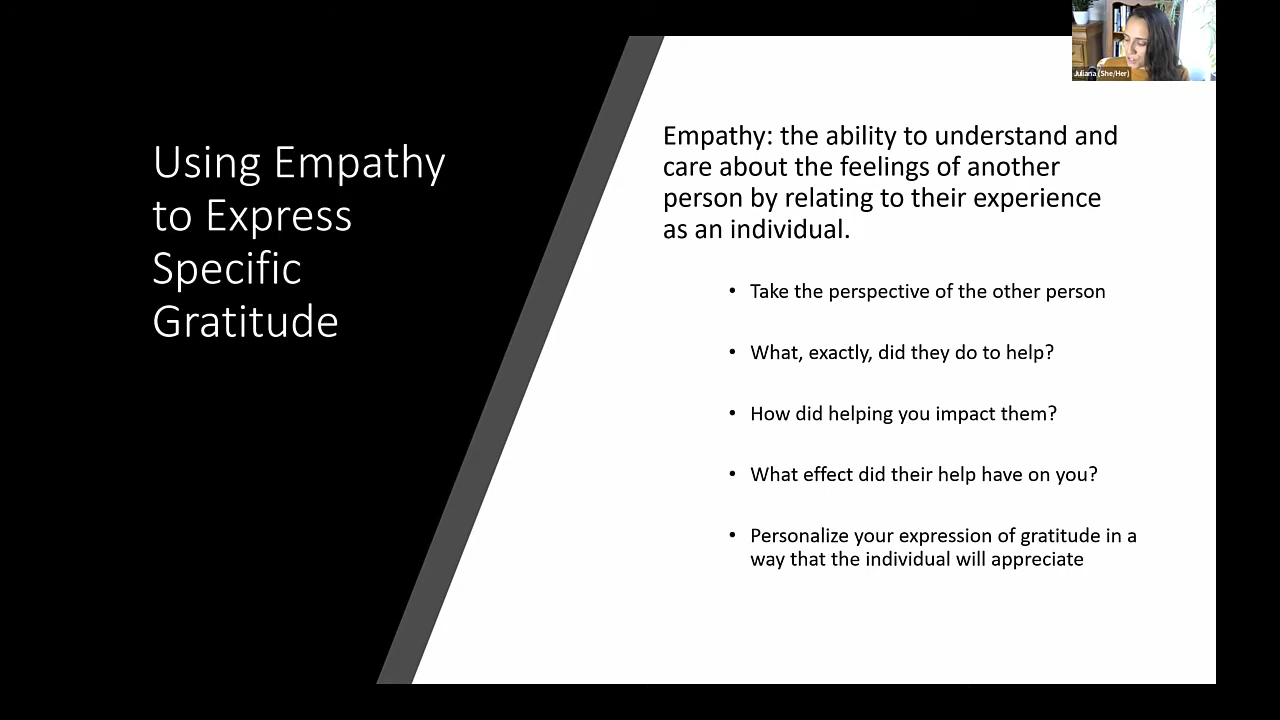 Juliana (She/Her)
Using Empathy
to Express
Specific
Gratitude
Empathy: the ability to understand and
care about the feelings of another
person by relating to their experience
as an individual.
• Take the perspective of the other person
• What, exactly, did they do to help?
• How did helping you impact them?
• What effect did their help have on you?
• Personalize your expression of gratitude in a
way that the individual will appreciate